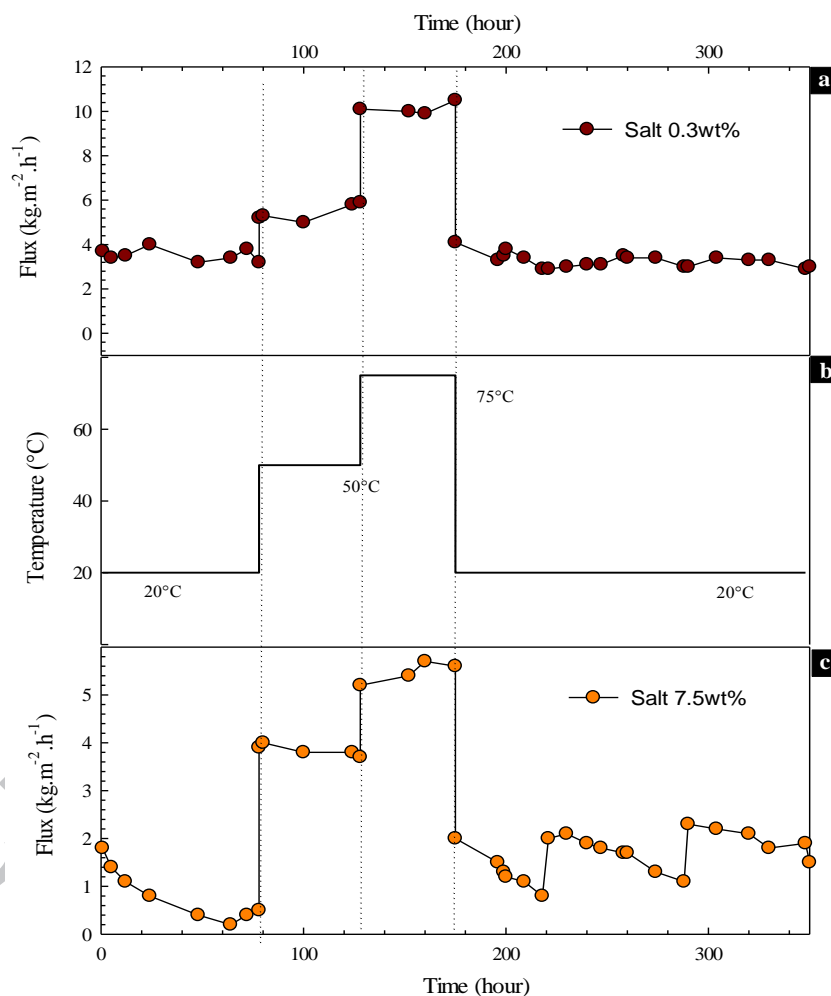 Time (hour)
100 200 300
a
12
10
8
6
4
2
0
Flux (kg.m-2.h-1)
Salt 0.3wt%
b
60
40
20
Temperature (°C)
75°C
50°C
20°C
20°C
c
5
4
3
2
1
0
Flux (kg.m-2.h-1)
Salt 7.5wt%
0 100 200 300
Time (hour)